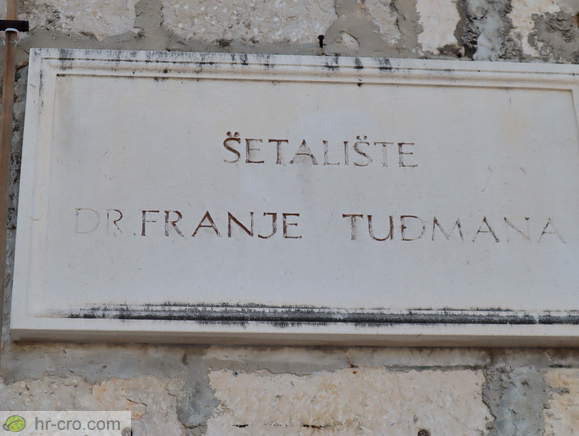 ŠETALIŠTE
DR. FRANJE TUĐMANA
hr-cro.com